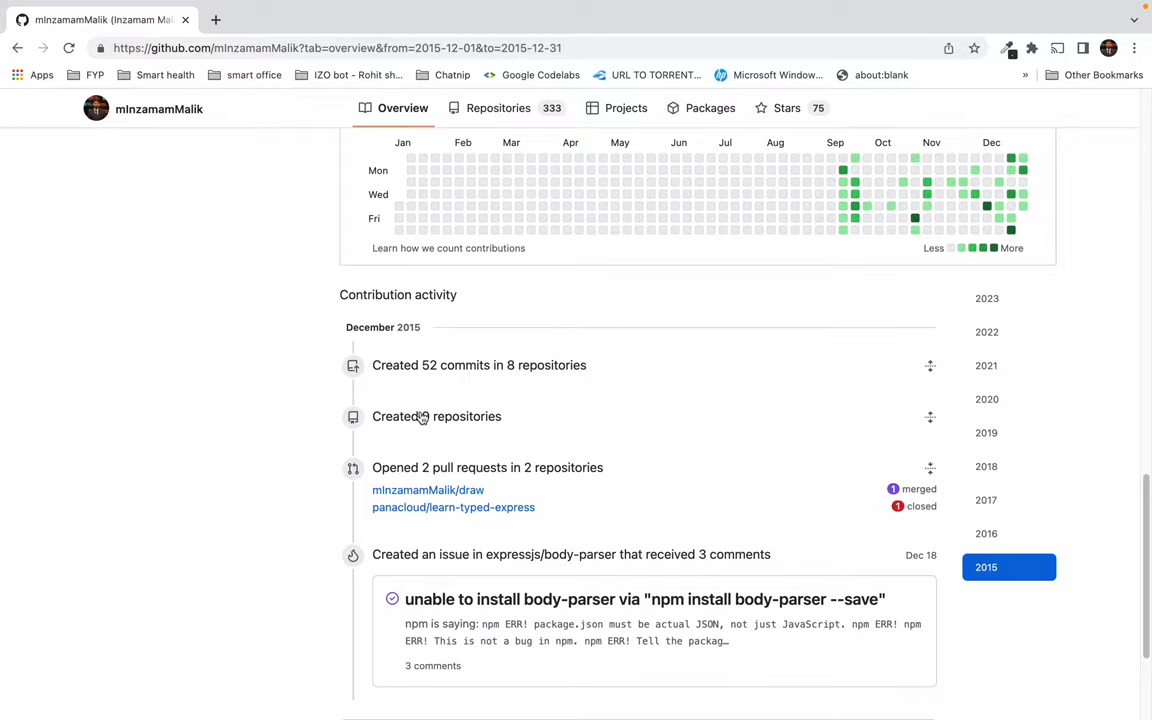 mInzamamMalik (Inzamam Mal
https://github.com/mInzamamMalik?tab=overview&from=2015-12-01&to=2015-12-31
Apps
FYP
Smart health
smart office
IZO bot - Rohit sh...
Chatnip
Google Codelabs
URL TO TORRENT...
Microsoft Window...
about:blank
»
Other Bookmarks
mInzamamMalik
Overview
Repositories 333
Projects
Packages
Stars 75
Jan Feb Mar Apr May Jun Jul Aug Sep Oct Nov Dec
Mon
Wed
Fri
Learn how we count contributions
Less
More
Contribution activity
2023
December 2015
2022
Created 52 commits in 8 repositories
2021
2020
Created repositories
2019
Opened 2 pull requests in 2 repositories
2018
mInzamamMalik/draw
1 merged
2017
panacloud/learn-typed-express
1 closed
2016
Created an issue in expressjs/body-parser that received 3 comments
Dec 18
2015
unable to install body-parser via "npm install body-parser --save"
npm is saying: npm ERR! package.json must be actual JSON, not just JavaScript. npm ERR! npm
ERR! This is not a bug in npm. npm ERR! Tell the packag…
3 comments